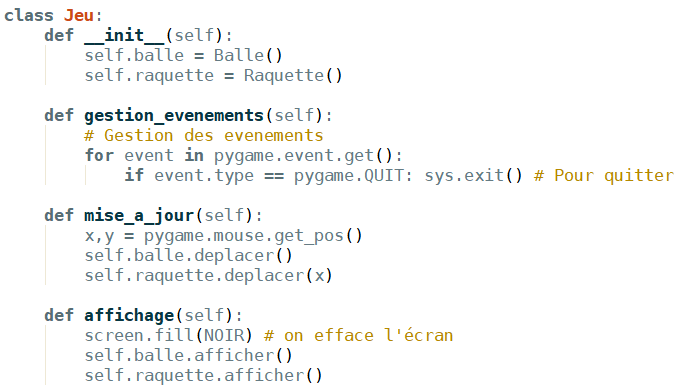 class Jeu:
    def __init__(self):
        self.balle = Balle()
        self.raquette = Raquette()

    def gestion_evenements(self):
        # Gestion des evenements
        for event in pygame.event.get():
            if event.type == pygame.QUIT: sys.exit() # Pour quitter

    def mise_a_jour(self):
        x,y = pygame.mouse.get_pos()
        self.balle.deplacer()
        self.raquette.deplacer(x)

    def affichage(self):
        screen.fill(NOIR) # on efface l'écran
        self.balle.afficher()
        self.raquette.afficher()